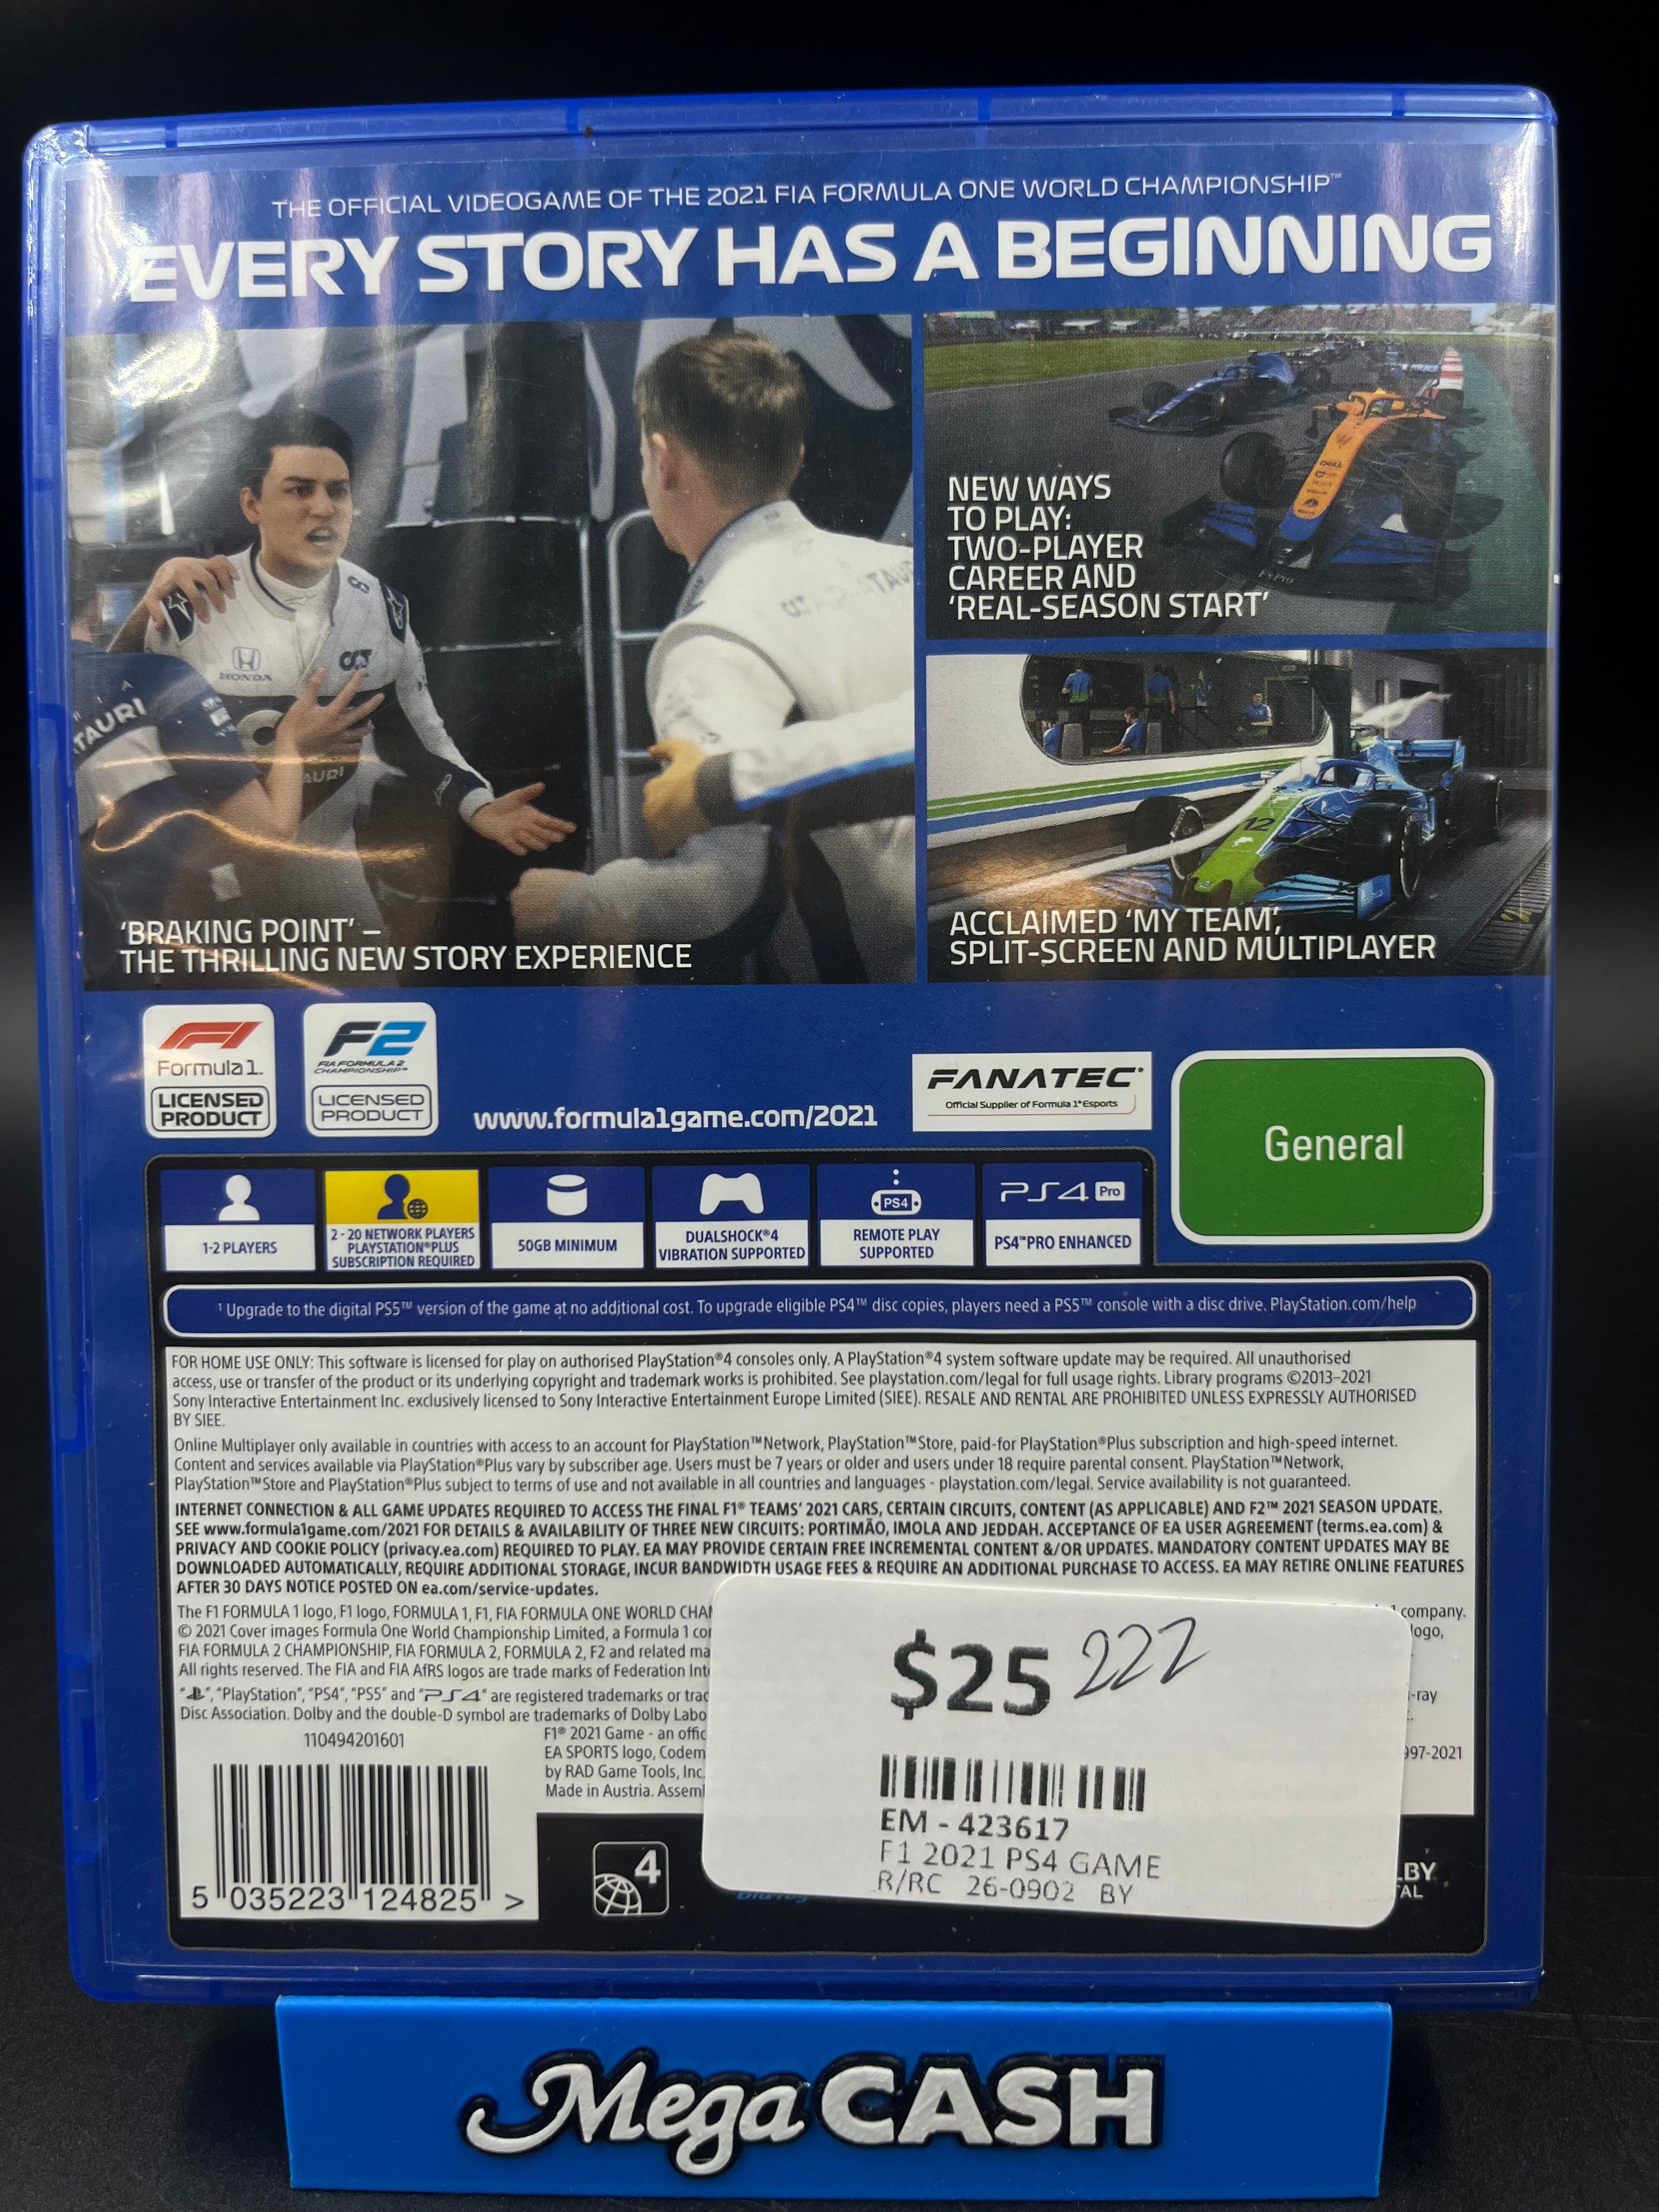 THE OFFICIAL VIDEOGAME OF THE 2021 FIA FORMULA ONE WORLD CHAMPIONSHIP™
EVERY STORY HAS A BEGINNING
HONDA
TAURI
AURI
'BRAKING POINT' –
THE THRILLING NEW STORY EXPERIENCE
NEW WAYS
TO PLAY:
TWO-PLAYER
CAREER AND
'REAL-SEASON START'
DELL
12
ACCLAIMED 'MY TEAM',
SPLIT-SCREEN AND MULTIPLAYER
F1
Formula 1.
LICENSED
PRODUCT
F2
FIA FORMULA 2
CHAMPIONSHIP™
LICENSED
PRODUCT
www.formula1game.com/2021
FANATEC®
Official Supplier of Formula 1® Esports
General
1-2 PLAYERS
2 - 20 NETWORK PLAYERS
PLAYSTATION®PLUS
SUBSCRIPTION REQUIRED
50GB MINIMUM
DUALSHOCK®4
VIBRATION SUPPORTED
PS4
REMOTE PLAY
SUPPORTED
PS4 Pro
PS4™PRO ENHANCED
¹ Upgrade to the digital PS5™ version of the game at no additional cost. To upgrade eligible PS4™ disc copies, players need a PS5™ console with a disc drive. PlayStation.com/help
FOR HOME USE ONLY: This software is licensed for play on authorised PlayStation®4 consoles only. A PlayStation®4 system software update may be required. All unauthorised
access, use or transfer of the product or its underlying copyright and trademark works is prohibited. See playstation.com/legal for full usage rights. Library programs ©2013–2021
Sony Interactive Entertainment Inc. exclusively licensed to Sony Interactive Entertainment Europe Limited (SIEE). RESALE AND RENTAL ARE PROHIBITED UNLESS EXPRESSLY AUTHORISED
BY SIEE.
Online Multiplayer only available in countries with access to an account for PlayStation™Network, PlayStation™Store, paid-for PlayStation®Plus subscription and high-speed internet.
Content and services available via PlayStation®Plus vary by subscriber age. Users must be 7 years or older and users under 18 require parental consent. PlayStation™Network,
PlayStation™Store and PlayStation®Plus subject to terms of use and not available in all countries and languages - playstation.com/legal. Service availability is not guaranteed.
INTERNET CONNECTION & ALL GAME UPDATES REQUIRED TO ACCESS THE FINAL F1® TEAMS' 2021 CARS, CERTAIN CIRCUITS, CONTENT (AS APPLICABLE) AND F2™ 2021 SEASON UPDATE.
SEE www.formula1game.com/2021 FOR DETAILS & AVAILABILITY OF THREE NEW CIRCUITS: PORTIMÃO, IMOLA AND JEDDAH. ACCEPTANCE OF EA USER AGREEMENT (terms.ea.com) &
PRIVACY AND COOKIE POLICY (privacy.ea.com) REQUIRED TO PLAY. EA MAY PROVIDE CERTAIN FREE INCREMENTAL CONTENT &/OR UPDATES. MANDATORY CONTENT UPDATES MAY BE
DOWNLOADED AUTOMATICALLY, REQUIRE ADDITIONAL STORAGE, INCUR BANDWIDTH USAGE FEES & REQUIRE AN ADDITIONAL PURCHASE TO ACCESS. EA MAY RETIRE ONLINE FEATURES
AFTER 30 DAYS NOTICE POSTED ON ea.com/service-updates.
The F1 FORMULA 1 logo, F1 logo, FORMULA 1, F1, FIA FORMULA ONE WORLD CHA 1 company.
© 2021 Cover images Formula One World Championship Limited, a Formula 1 co logo,
FIA FORMULA 2 CHAMPIONSHIP, FIA FORMULA 2, FORMULA 2, F2 and related ma
All rights reserved. The FIA and FIA AfRS logos are trade marks of Federation Int
"", "PlayStation", "PS4", "PS5" and "PS4" are registered trademarks or trad -ray
Disc Association. Dolby and the double-D symbol are trademarks of Dolby Labo
110494201601
F1® 2021 Game - an offic
EA SPORTS logo, Codem 997-2021
by RAD Game Tools, Inc.
Made in Austria. Asseml
5 035223 124825 >
4
LBY
TAL
$25 222
EM - 423617
F1 2021 PS4 GAME
R/RC 26-0902 BY
Mega CASH